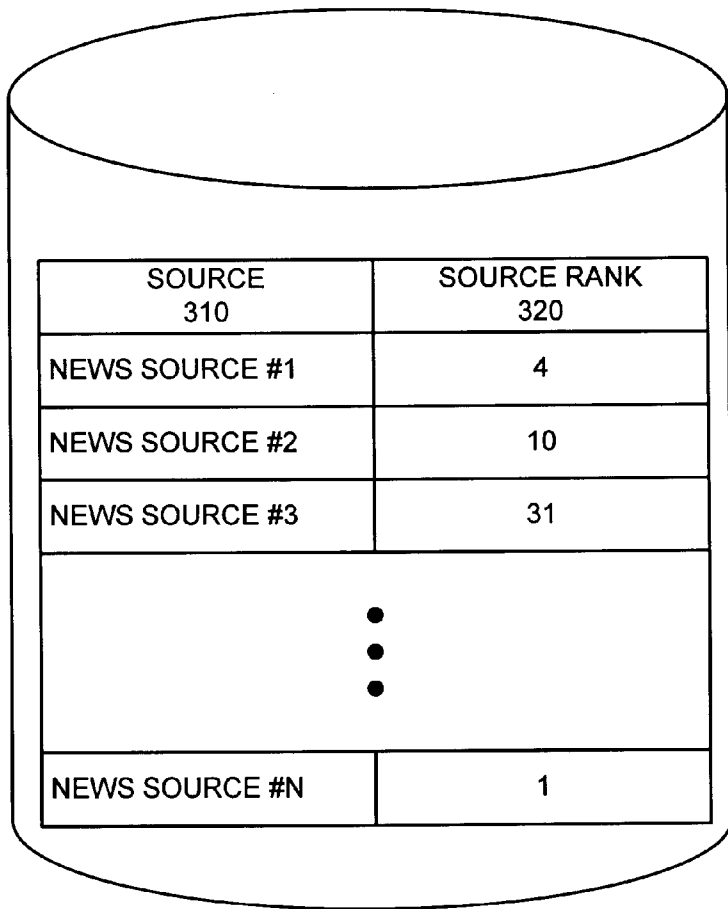 SOURCE
310
SOURCE RANK
320
NEWS SOURCE #1
4
NEWS SOURCE #2
10
NEWS SOURCE #3
31
NEWS SOURCE #N
1